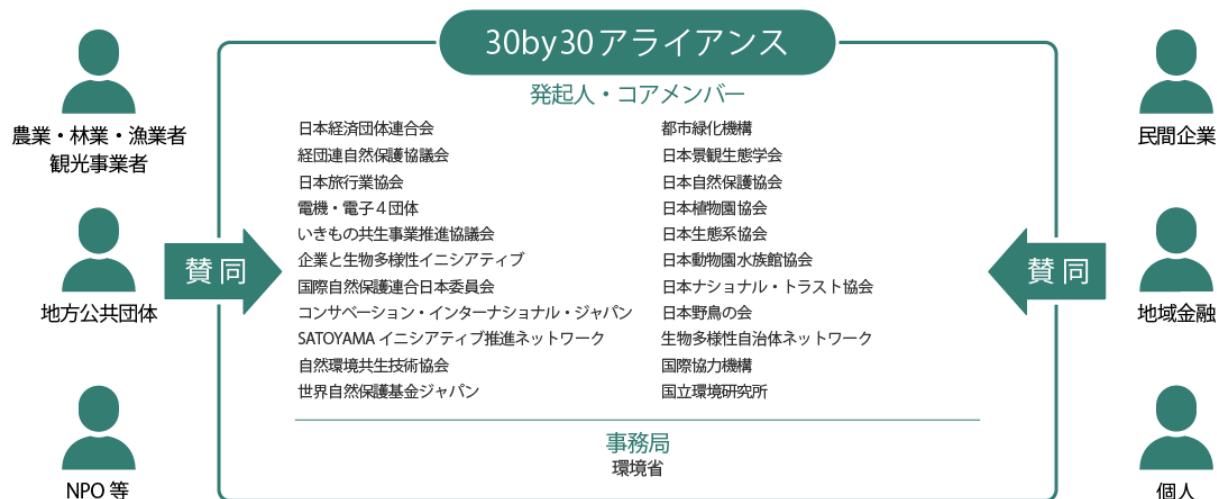 30by30アライアンス
発起人・コアメンバー
農業・林業・漁業者
観光事業者
地方公共団体
NPO 等
賛同
日本経済団体連合会
経団連自然保護協議会
日本旅行業協会
電機・電子4団体
いきもの共生事業推進協議会
企業と生物多様性イニシアティブ
国際自然保護連合日本委員会
コンサベーション・インターナショナル・ジャパン
SATOYAMA イニシアティブ推進ネットワーク
自然環境共生技術協会
世界自然保護基金ジャパン
都市緑化機構
日本景観生態学会
日本自然保護協会
日本植物園協会
日本生態系協会
日本動物園水族館協会
日本ナショナル・トラスト協会
日本野鳥の会
生物多様性自治体ネットワーク
国際協力機構
国立環境研究所
事務局
環境省
賛同
民間企業
地域金融
個人